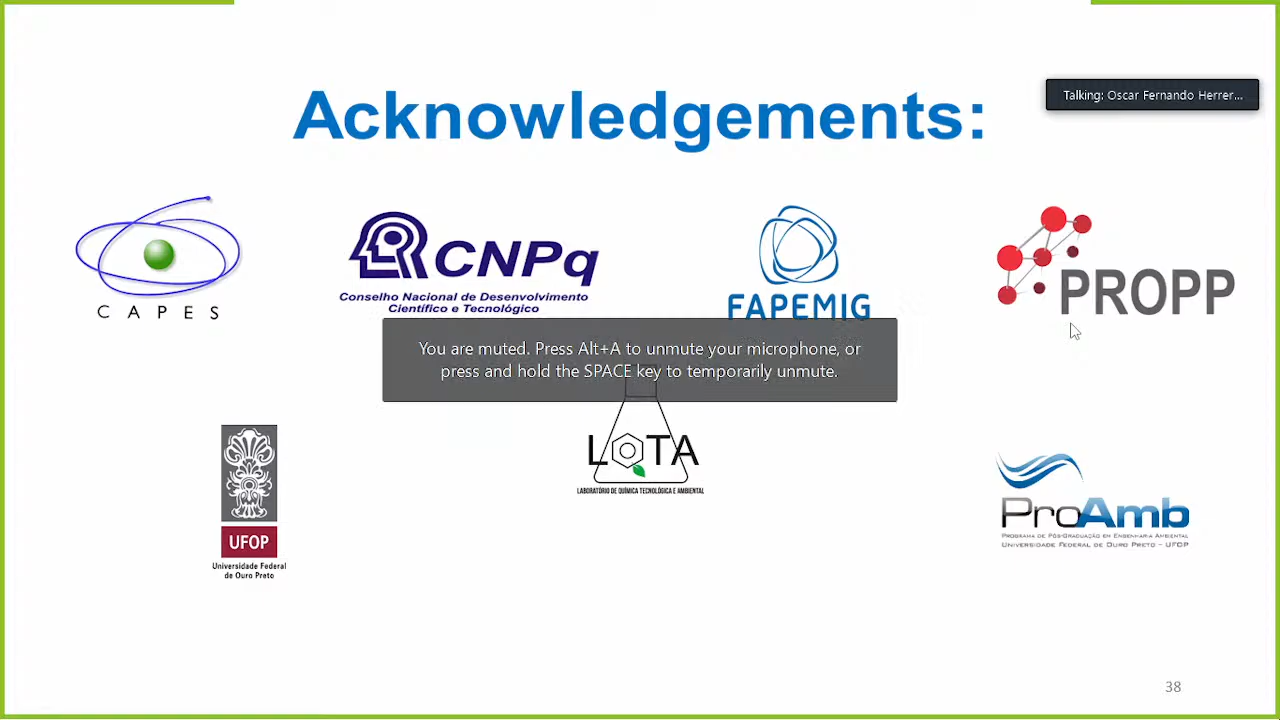 Acknowledgements:
Talking: Oscar Fernando Herrer...
CAPES
CNPq
Conselho Nacional de Desenvolvimento
Científico e Tecnológico
FAPEMIG
PROPP
You are muted. Press Alt+A to unmute your microphone, or
press and hold the SPACE key to temporarily unmute.
LQTA
LABORATÓRIO DE QUÍMICA TECNOLÓGICA E AMBIENTAL
UFOP
Universidade Federal
de Ouro Preto
ProAmb
PROGRAMA DE PÓS-GRADUAÇÃO EM ENGENHARIA AMBIENTAL
UNIVERSIDADE FEDERAL DE OURO PRETO - UFOP
38